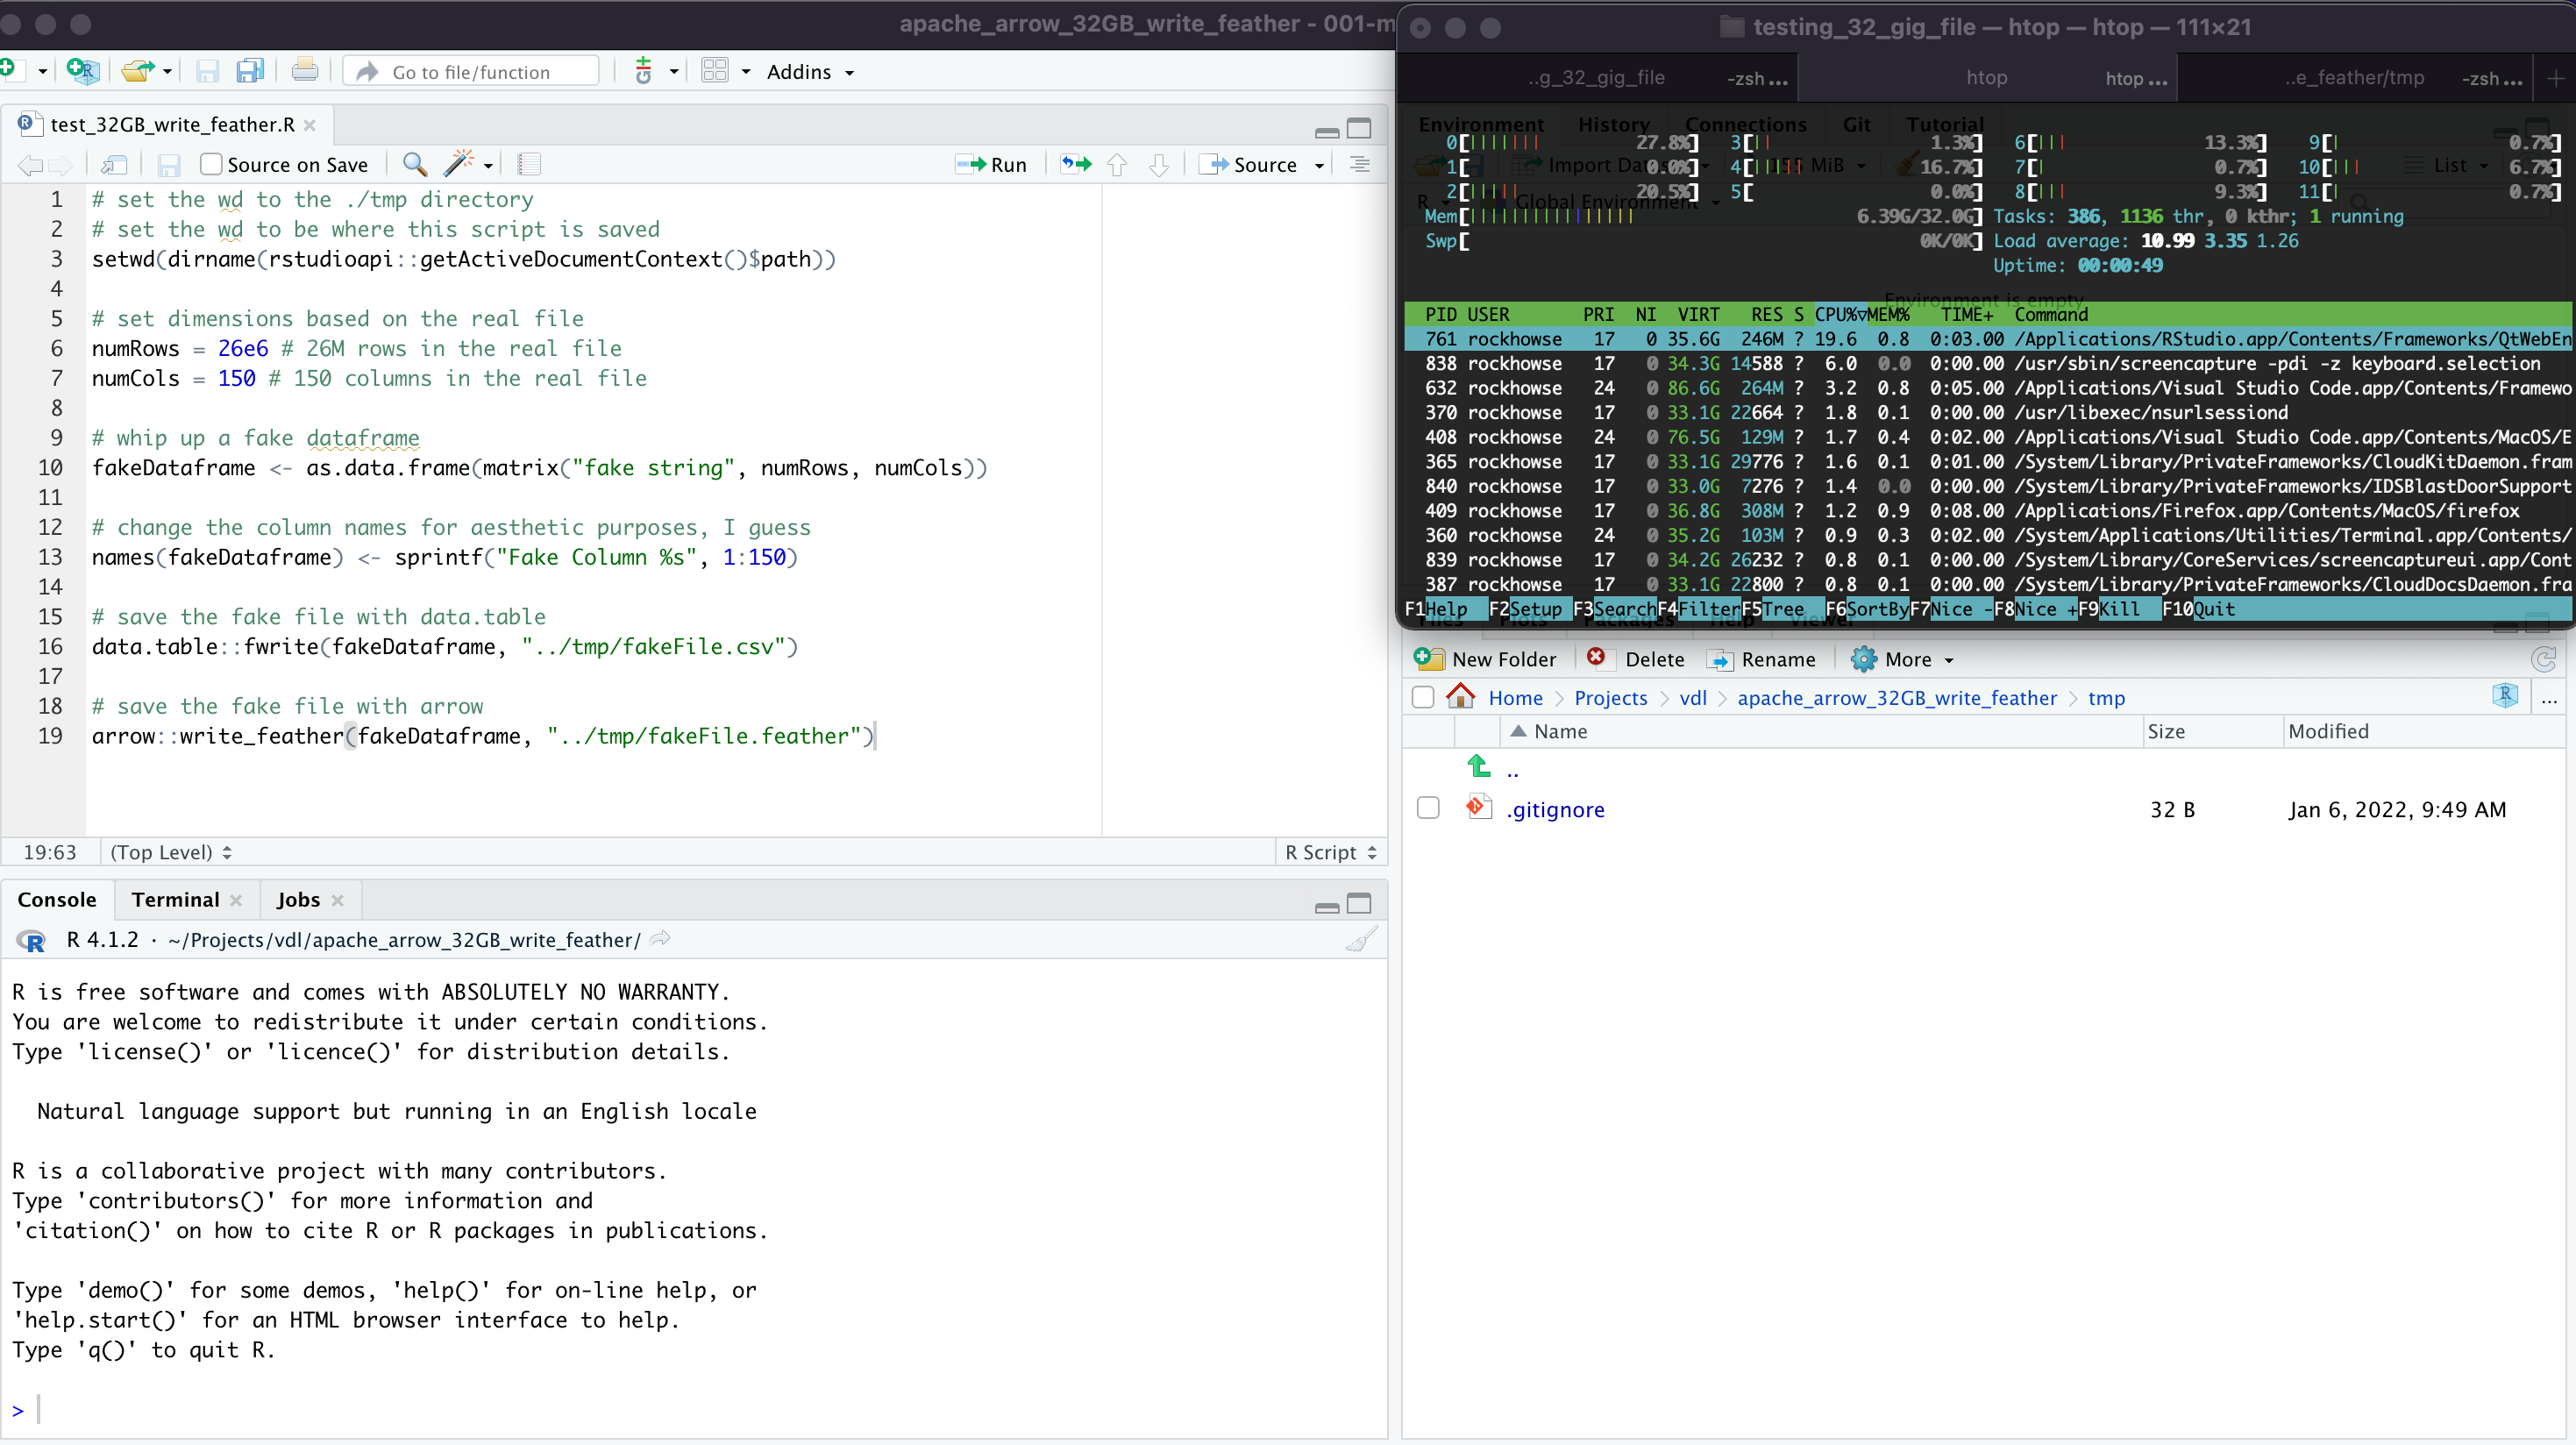 apache_arrow_32GB_write_feather - 001-m
Go to file/function
Addins
test_32GB_write_feather.R
Source on Save
Run
Source
1 # set the wd to the ./tmp directory
2 # set the wd to be where this script is saved
3 setwd(dirname(rstudioapi::getActiveDocumentContext()$path))
4
5 # set dimensions based on the real file
6 numRows = 26e6 # 26M rows in the real file
7 numCols = 150 # 150 columns in the real file
8
9 # whip up a fake dataframe
10 fakeDataframe <- as.data.frame(matrix("fake string", numRows, numCols))
11
12 # change the column names for aesthetic purposes, I guess
13 names(fakeDataframe) <- sprintf("Fake Column %s", 1:150)
14
15 # save the fake file with data.table
16 data.table::fwrite(fakeDataframe, "../tmp/fakeFile.csv")
17
18 # save the fake file with arrow
19 arrow::write_feather(fakeDataframe, "../tmp/fakeFile.feather")
19:63 (Top Level) R Script
Console Terminal Jobs
R 4.1.2 · ~/Projects/vdl/apache_arrow_32GB_write_feather/
R is free software and comes with ABSOLUTELY NO WARRANTY.
You are welcome to redistribute it under certain conditions.
Type 'license()' or 'licence()' for distribution details.
Natural language support but running in an English locale
R is a collaborative project with many contributors.
Type 'contributors()' for more information and
'citation()' on how to cite R or R packages in publications.
Type 'demo()' for some demos, 'help()' for on-line help, or
'help.start()' for an HTML browser interface to help.
Type 'q()' to quit R.
>
testing_32_gig_file — htop — htop — 111×21
..g_32_gig_file -zsh ... htop htop ... ..e_feather/tmp -zsh ...
Environment History Connections Git Tutorial
0[||||||| 27.8%] 3[|| 1.3%] 6[||| 13.3%] 9[| 0.7%]
1[ 0.0%] 4[||||| 16.7%] 7[| 0.7%] 10[||| 6.7%]
2[||||| 20.5%] 5[ 0.0%] 8[||| 9.3%] 11[| 0.7%]
Import Data MiB List
R Global Environment
Mem[|||||||||||||||| 6.39G/32.0G] Tasks: 386, 1136 thr, 0 kthr; 1 running
Swp[ 0K/0K] Load average: 10.99 3.35 1.26
Uptime: 00:00:49
Environment is empty
PID USER PRI NI VIRT RES S CPU%▽MEM% TIME+ Command
761 rockhowse 17 0 35.6G 246M ? 19.6 0.8 0:03.00 /Applications/RStudio.app/Contents/Frameworks/QtWebEn
838 rockhowse 17 0 34.3G 14588 ? 6.0 0.0 0:00.00 /usr/sbin/screencapture -pdi -z keyboard.selection
632 rockhowse 24 0 86.6G 264M ? 3.2 0.8 0:05.00 /Applications/Visual Studio Code.app/Contents/Framewo
370 rockhowse 17 0 33.1G 22664 ? 1.8 0.1 0:00.00 /usr/libexec/nsurlsessiond
408 rockhowse 24 0 76.5G 129M ? 1.7 0.4 0:02.00 /Applications/Visual Studio Code.app/Contents/MacOS/E
365 rockhowse 17 0 33.1G 29776 ? 1.6 0.1 0:01.00 /System/Library/PrivateFrameworks/CloudKitDaemon.fram
840 rockhowse 17 0 33.0G 7276 ? 1.4 0.0 0:00.00 /System/Library/PrivateFrameworks/IDSBlastDoorSupport
409 rockhowse 17 0 36.8G 308M ? 1.2 0.9 0:08.00 /Applications/Firefox.app/Contents/MacOS/firefox
360 rockhowse 24 0 35.2G 103M ? 0.9 0.3 0:02.00 /System/Applications/Utilities/Terminal.app/Contents/
839 rockhowse 17 0 34.2G 26232 ? 0.8 0.1 0:00.00 /System/Library/CoreServices/screencaptureui.app/Cont
387 rockhowse 17 0 33.1G 22800 ? 0.8 0.1 0:00.00 /System/Library/PrivateFrameworks/CloudDocsDaemon.fra
F1Help F2Setup F3SearchF4FilterF5Tree F6SortByF7Nice -F8Nice +F9Kill F10Quit
Files Plots Packages Help Viewer
New Folder Delete Rename More
Home Projects vdl apache_arrow_32GB_write_feather tmp ...
Name Size Modified
..
.gitignore 32 B Jan 6, 2022, 9:49 AM